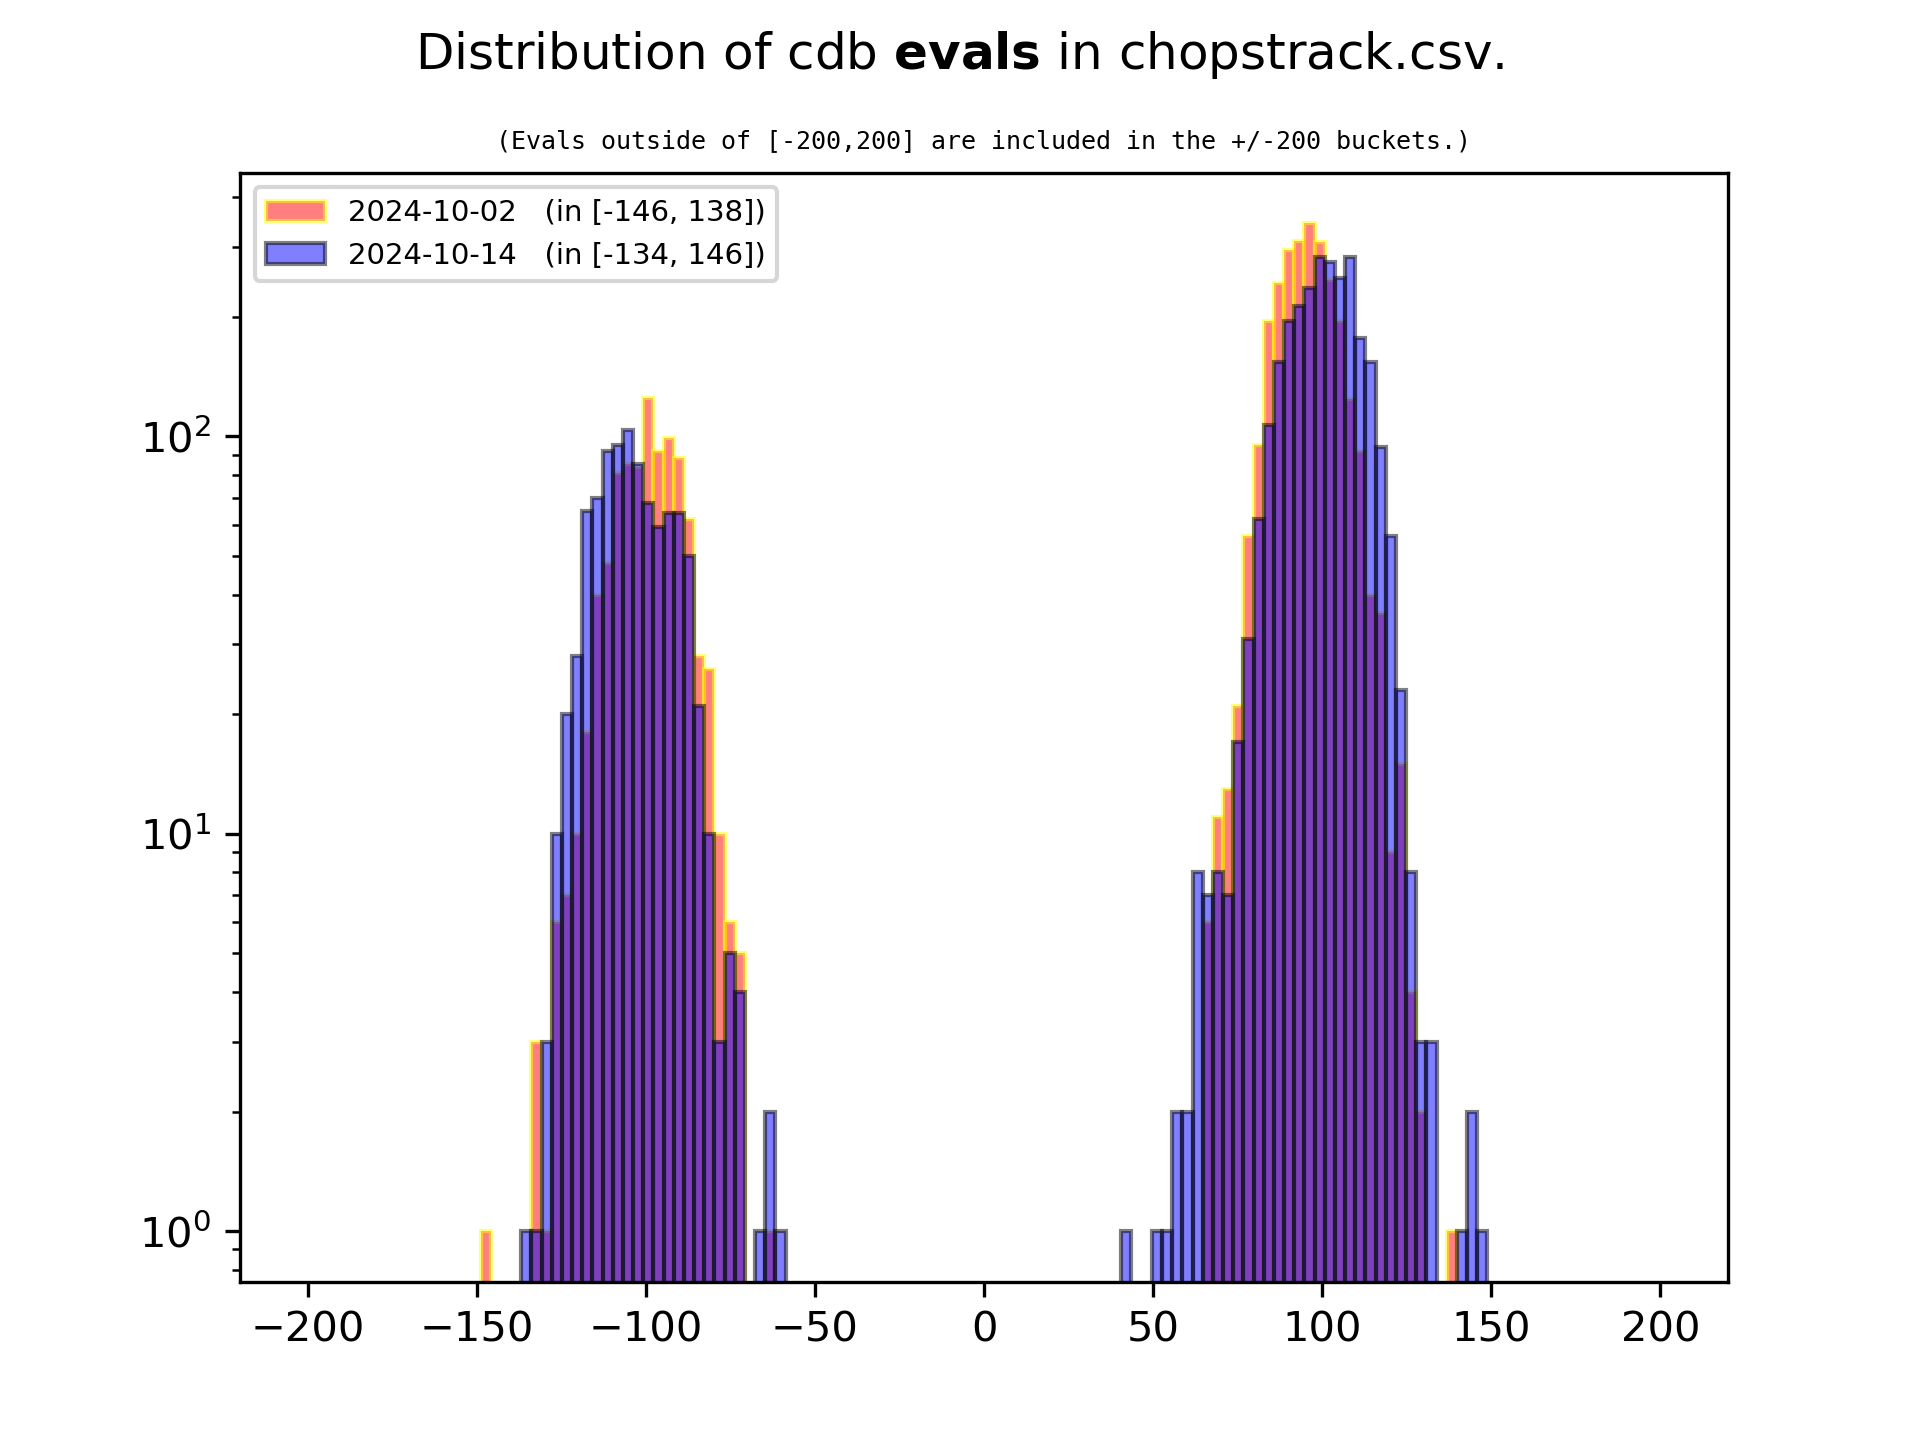 Distribution of cdb evals in chopstrack.csv.
(Evals outside of [-200,200] are included in the +/-200 buckets.)
2024-10-02 (in [-146, 138])
2024-10-14 (in [-134, 146])
10²
10¹
10⁰
−200 −150 −100 −50 0 50 100 150 200